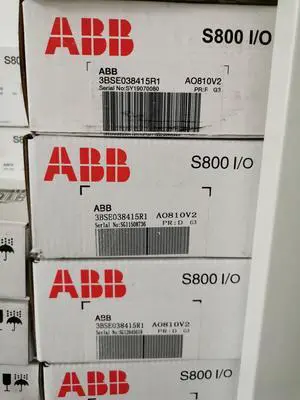 ABB
S800 I/O
ABB
3BSE038415R1 AO810V2
Serial No:SY19070080 PR:F G3
ABB
S800 I/O
ABB
3BSE038415R1 AO810V2
PR:D G3
ABB
S800 I/O
ABB
3BSE038415R1 AO810V2
PR:D G3
ABB
S800 I/O